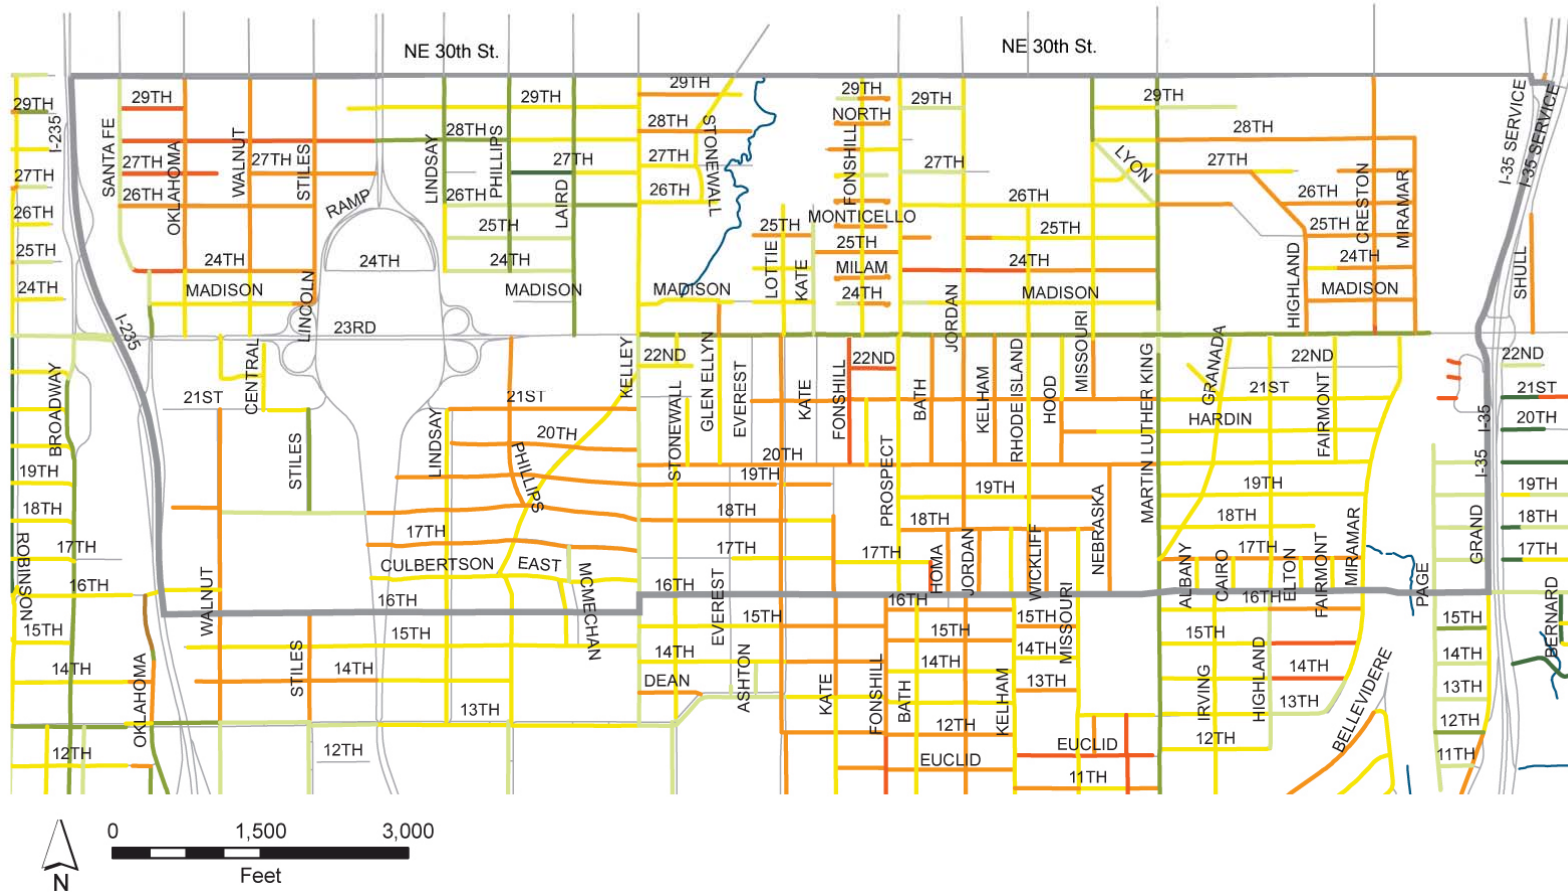 NE 30th St.
NE 30th St.
29TH
29TH
29TH
29TH
29TH
29TH
NORTH
I-235
SANTA FE
OKLAHOMA
WALNUT
STILES
LINDSAY
28TH
PHILLIPS
LAIRD
28TH
STONEWALL
FONSHILL
28TH
LYON
I-35 SERVICE
I-35 SERVICE
27TH
27TH
27TH
27TH
27TH
27TH
27TH
26TH
26TH
26TH
26TH
26TH
26TH
RAMP
CRESTON
MIRAMAR
MONTICELLO
25TH
25TH
25TH
25TH
25TH
25TH
24TH
24TH
24TH
24TH
MILAM
24TH
24TH
LOTTIE
KATE
24TH
24TH
MADISON
LINCOLN
MADISON
MADISON
MADISON
MADISON
HIGHLAND
SHULL
I-235
23RD
KELLEY
JORDAN
MISSOURI
GRANADA
22ND
22ND
22ND
22ND
BROADWAY
CENTRAL
GLEN ELLYN
EVEREST
KATE
FONSHILL
BATH
KELHAM
RHODE ISLAND
HOOD
MARTIN LUTHER KING
FAIRMONT
21ST
21ST
21ST
21ST
HARDIN
20TH
20TH
20TH
STILES
LINDSAY
PHILLIPS
STONEWALL
PROSPECT
I-35
I-35
19TH
19TH
19TH
19TH
19TH
NEBRASKA
18TH
18TH
18TH
18TH
18TH
GRAND
ROBINSON
17TH
17TH
17TH
17TH
17TH
17TH
CULBERTSON
EAST
MCMECHAN
HOMA
JORDAN
WICKLIFF
ALBANY
CAIRO
ELTON
FAIRMONT
MIRAMAR
PAGE
16TH
16TH
16TH
16TH
16TH
WALNUT
EVEREST
MISSOURI
BERNARD
15TH
15TH
15TH
15TH
15TH
15TH
15TH
14TH
14TH
14TH
14TH
14TH
14TH
14TH
OKLAHOMA
STILES
DEAN
ASHTON
KATE
FONSHILL
BATH
KELHAM
IRVING
HIGHLAND
BELLEVIDERE
13TH
13TH
13TH
13TH
12TH
12TH
12TH
12TH
12TH
EUCLID
EUCLID
11TH
11TH
0
1,500
3,000
Feet
N